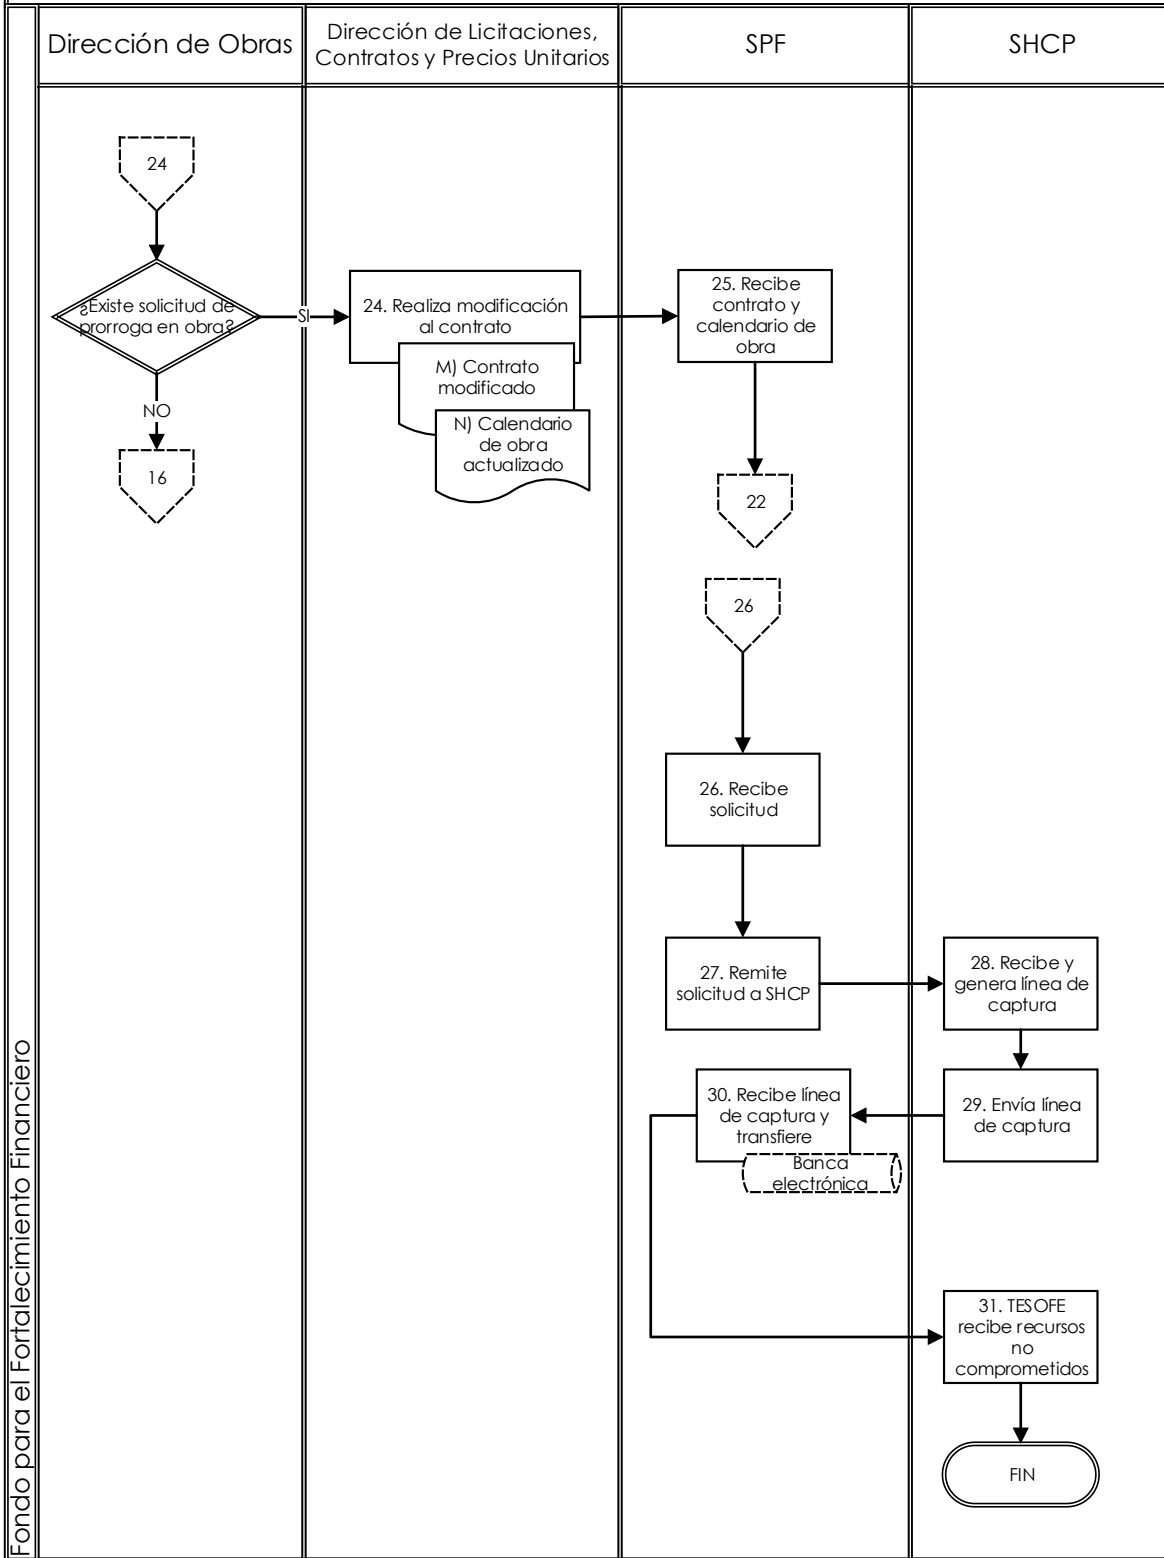 Dirección de Obras
Dirección de Licitaciones,
Contratos y Precios Unitarios
SPF
SHCP
Fondo para el Fortalecimiento Financiero
24
¿Existe solicitud de
prorroga en obra?
SI
NO
16
24. Realiza modificación
al contrato
M) Contrato
modificado
N) Calendario
de obra
actualizado
25. Recibe
contrato y
calendario de
obra
22
26
26. Recibe
solicitud
27. Remite
solicitud a SHCP
28. Recibe y
genera línea de
captura
29. Envía línea
de captura
30. Recibe línea
de captura y
transfiere
Banca
electrónica
31. TESOFE
recibe recursos
no
comprometidos
FIN